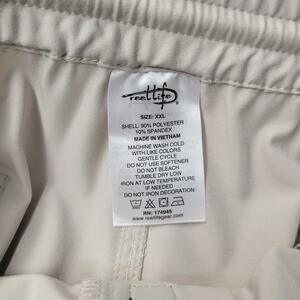 reel life®
SIZE: XXL
SHELL: 90% POLYESTER
10% SPANDEX
MADE IN VIETNAM
MACHINE WASH COLD
WITH LIKE COLORS
GENTLE CYCLE
DO NOT USE SOFTENER
DO NOT BLEACH
TUMBLE DRY LOW
IRON AT LOW TEMPERATURE
IF NEEDED
DO NOT IRON DECORATION
RN: 174945
www.reellifegear.com